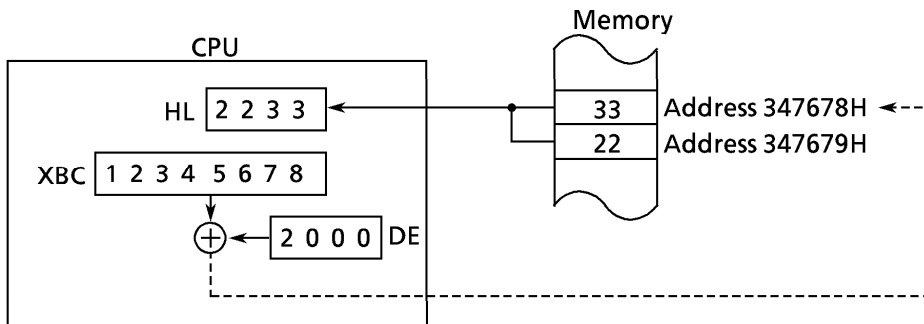 Memory
CPU
HL 2 2 3 3
33 Address 347678H
22 Address 347679H
XBC 1 2 3 4 5 6 7 8
+ 2 0 0 0 DE